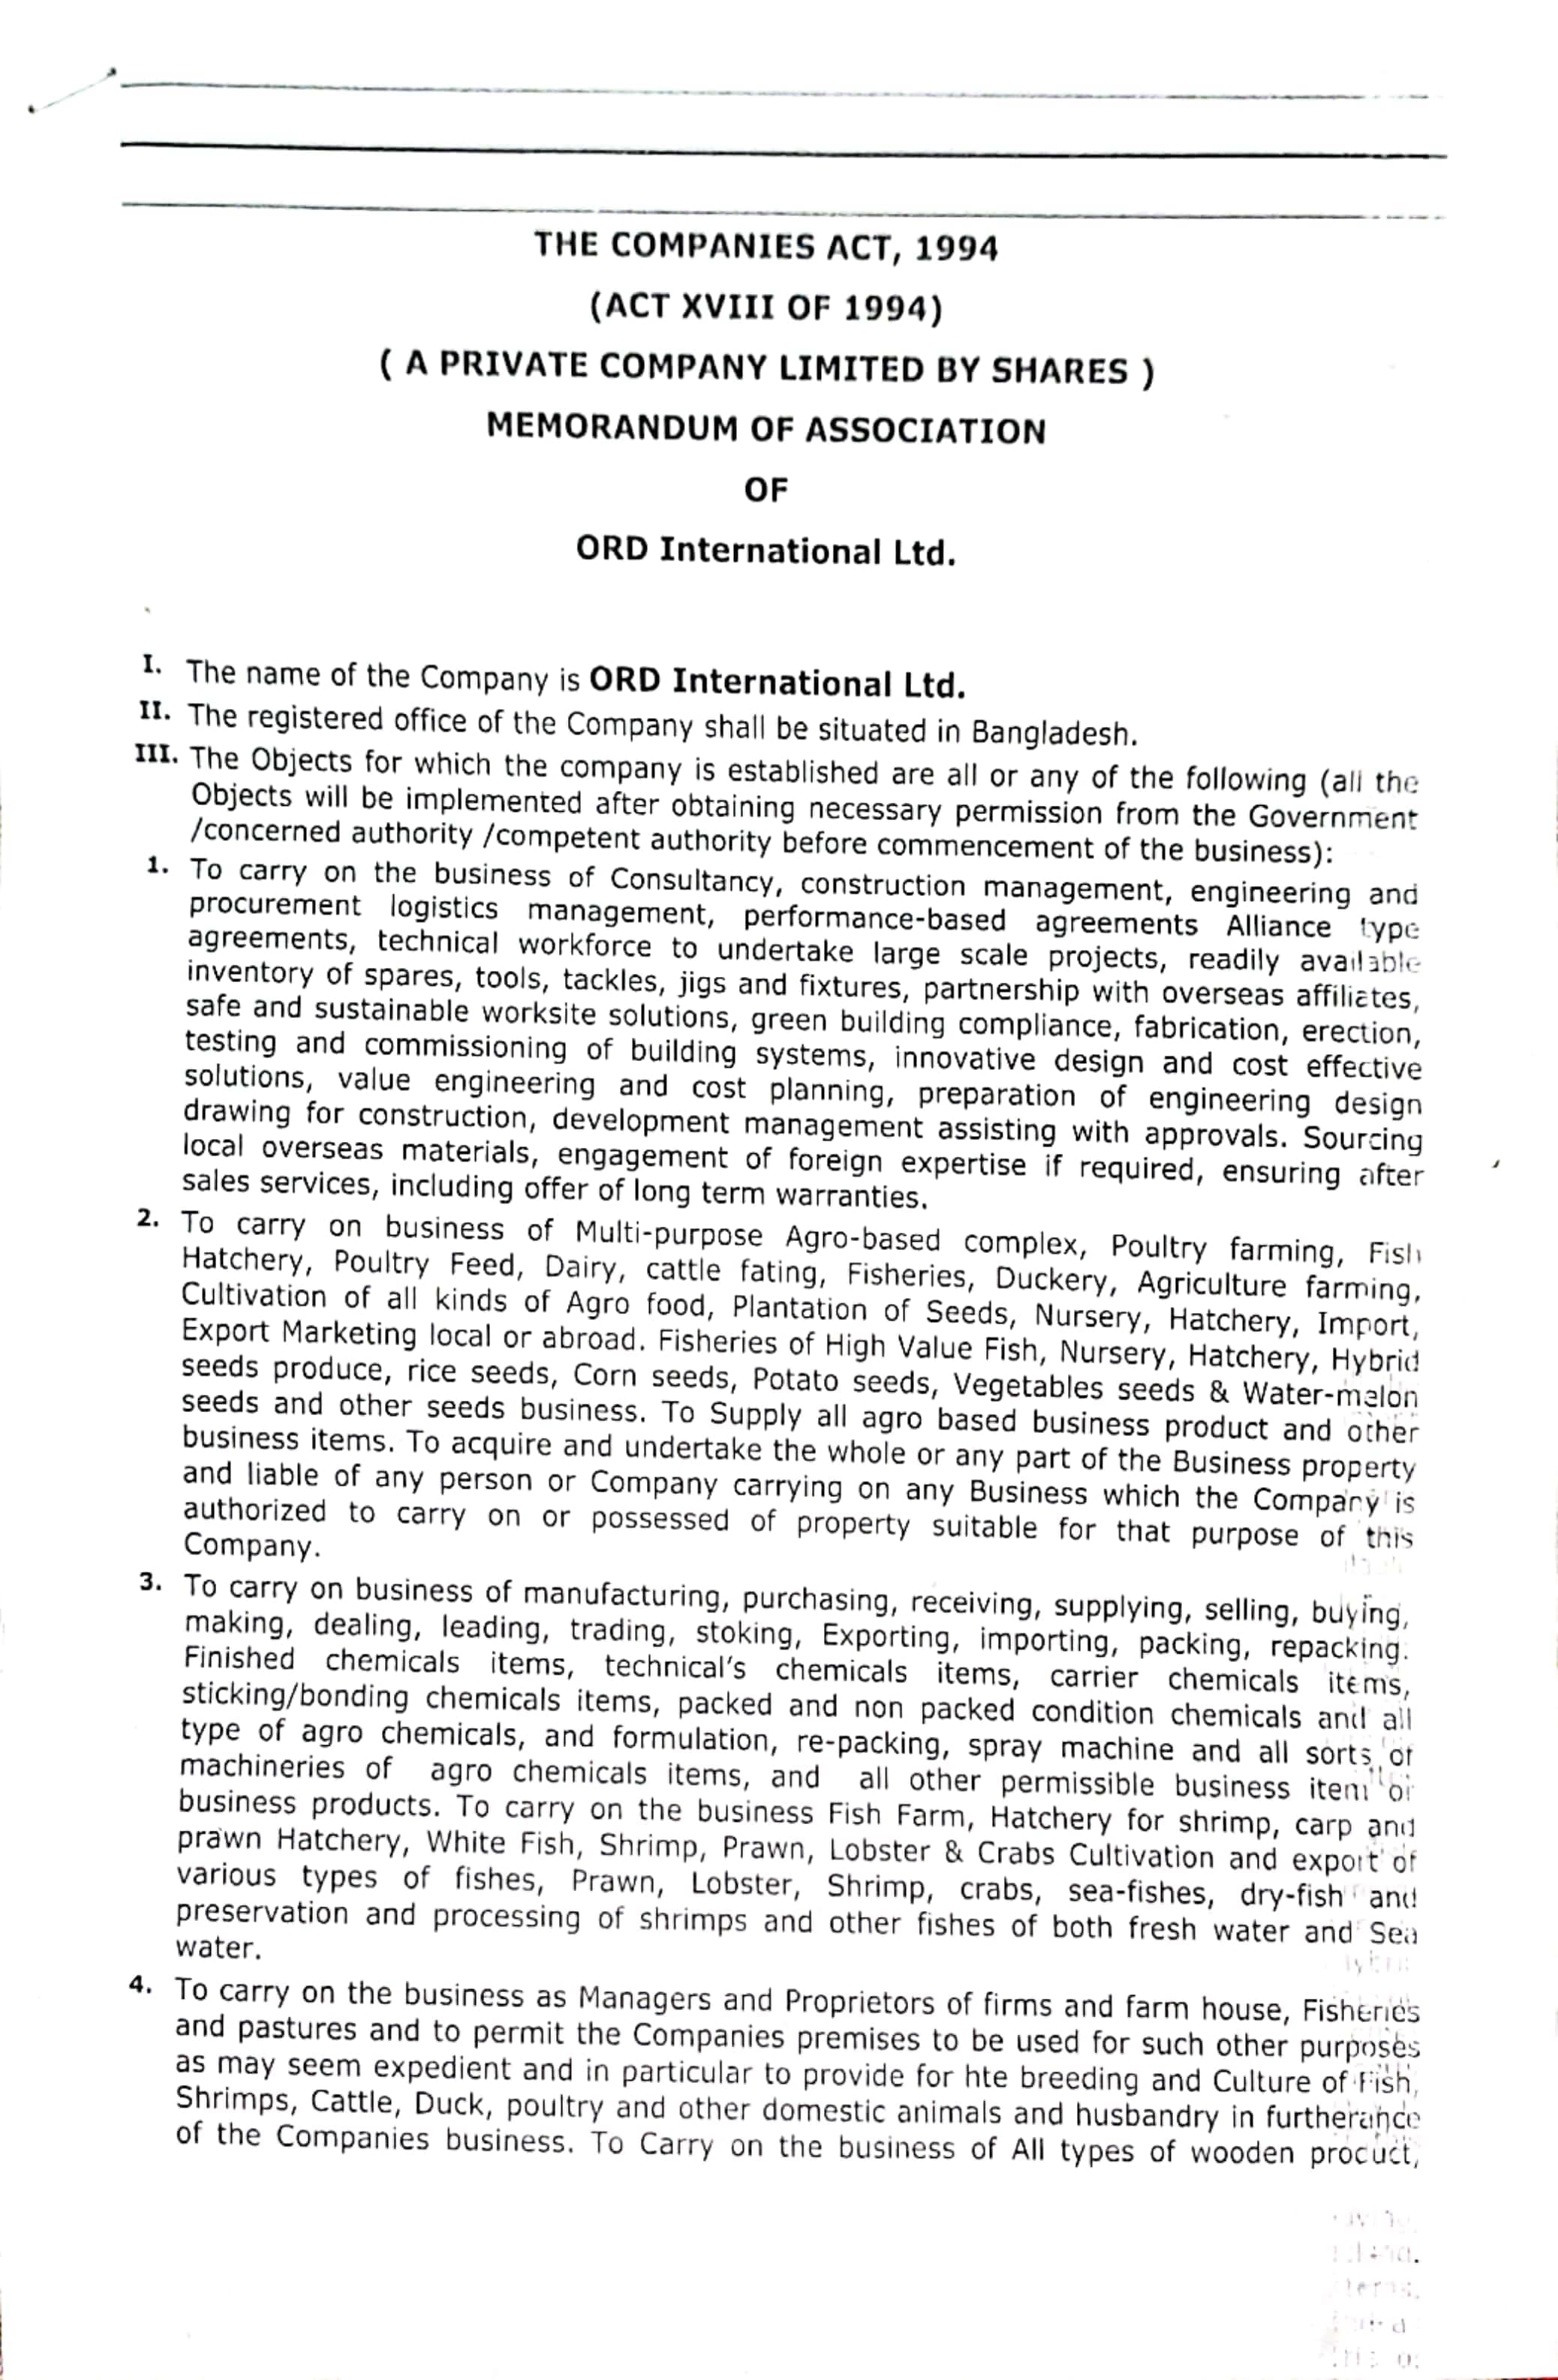 THE COMPANIES ACT, 1994
(ACT XVIII OF 1994)
( A PRIVATE COMPANY LIMITED BY SHARES )
MEMORANDUM OF ASSOCIATION
OF
ORD International Ltd.
I. The name of the Company is ORD International Ltd.
II. The registered office of the Company shall be situated in Bangladesh.
III. The Objects for which the company is established are all or any of the following (all the
Objects will be implemented after obtaining necessary permission from the Government
/concerned authority /competent authority before commencement of the business):
1. To carry on the business of Consultancy, construction management, engineering and
procurement logistics management, performance-based agreements Alliance type
agreements, technical workforce to undertake large scale projects, readily available
inventory of spares, tools, tackles, jigs and fixtures, partnership with overseas affiliates,
safe and sustainable worksite solutions, green building compliance, fabrication, erection,
testing and commissioning of building systems, innovative design and cost effective
solutions, value engineering and cost planning, preparation of engineering design
drawing for construction, development management assisting with approvals. Sourcing
local overseas materials, engagement of foreign expertise if required, ensuring after
sales services, including offer of long term warranties.
2. To carry on business of Multi-purpose Agro-based complex, Poultry farming, Fish
Hatchery, Poultry Feed, Dairy, cattle fating, Fisheries, Duckery, Agriculture farming,
Cultivation of all kinds of Agro food, Plantation of Seeds, Nursery, Hatchery, Import,
Export Marketing local or abroad. Fisheries of High Value Fish, Nursery, Hatchery, Hybrid
seeds produce, rice seeds, Corn seeds, Potato seeds, Vegetables seeds & Water-melon
seeds and other seeds business. To Supply all agro based business product and other
business items. To acquire and undertake the whole or any part of the Business property
and liable of any person or Company carrying on any Business which the Company is
authorized to carry on or possessed of property suitable for that purpose of this
Company.
3. To carry on business of manufacturing, purchasing, receiving, supplying, selling, buying,
making, dealing, leading, trading, stoking, Exporting, importing, packing, repacking.
Finished chemicals items, technical's chemicals items, carrier chemicals items,
sticking/bonding chemicals items, packed and non packed condition chemicals and all
type of agro chemicals, and formulation, re-packing, spray machine and all sorts of
machineries of agro chemicals items, and all other permissible business item or
business products. To carry on the business Fish Farm, Hatchery for shrimp, carp and
prawn Hatchery, White Fish, Shrimp, Prawn, Lobster & Crabs Cultivation and export of
various types of fishes, Prawn, Lobster, Shrimp, crabs, sea-fishes, dry-fish and
preservation and processing of shrimps and other fishes of both fresh water and Sea
water.
4. To carry on the business as Managers and Proprietors of firms and farm house, Fisheries
and pastures and to permit the Companies premises to be used for such other purposes
as may seem expedient and in particular to provide for hte breeding and Culture of Fish,
Shrimps, Cattle, Duck, poultry and other domestic animals and husbandry in furtherance
of the Companies business. To Carry on the business of All types of wooden product,